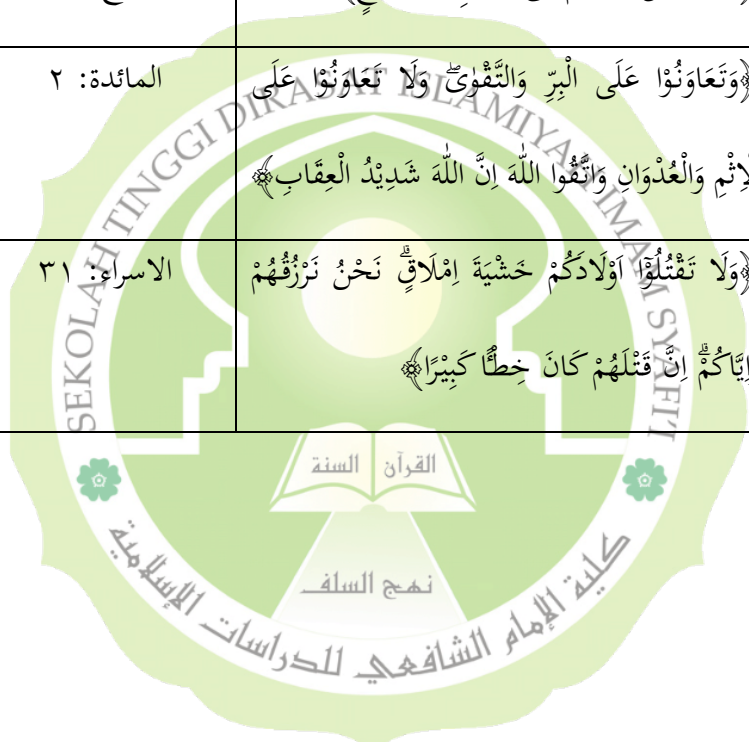 ﴿وَتَعَاوَنُوْا عَلَى الْبِرِّ وَالتَّقْوٰىۖ وَلَا تَعَاوَنُوْا عَلَى
المائدة: ٢
لْاِثْمِ وَالْعُدْوَانِ وَاتَّقُوا اللّٰهَ اِنَّ اللّٰهَ شَدِيْدُ الْعِقَابِ﴾
﴿وَلَا تَقْتُلُوْٓا اَوْلَادَكُمْ خَشْيَةَ اِمْلَاقٍۗ نَحْنُ نَرْزُقُهُمْ
الاسراء: ٣١
اِيَّاكُمْۗ اِنَّ قَتْلَهُمْ كَانَ خِطْـًٔا كَبِيْرًا﴾
SEKOLAH TINGGI DIRASAT ISLAMIYAH IMAM SYAFI'I
القرآن السنة
نهج السلف
كلية الإمام الشافعي للدراسات الإسلامية